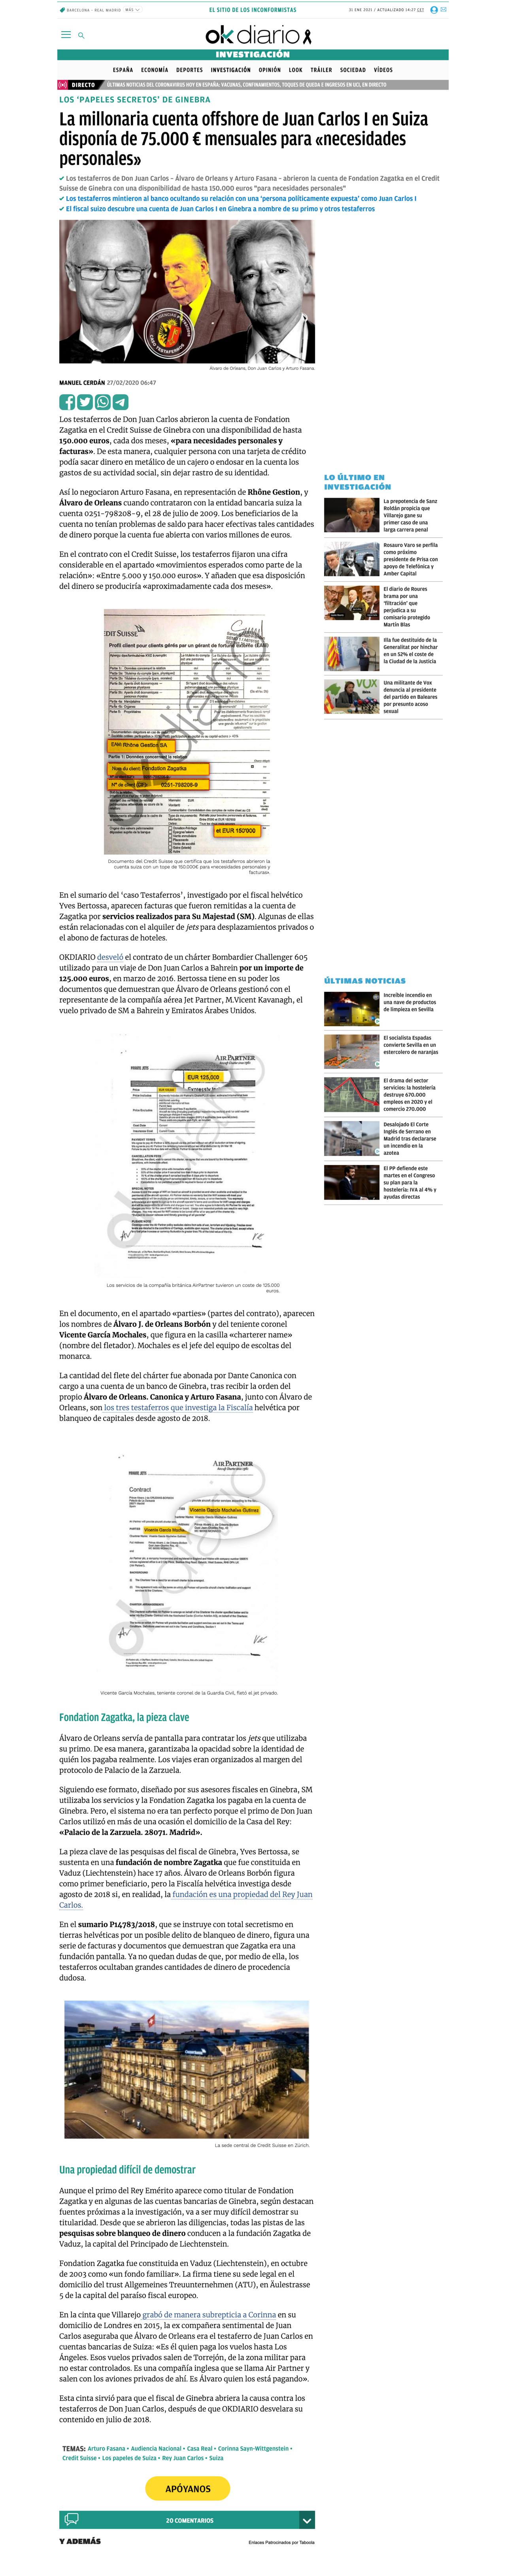 BARCELONA - REAL MADRID MÁS
EL SITIO DE LOS INCONFORMISTAS
31 ENE 2021 / ACTUALIZADO 14:27 CET
okdiario
INVESTIGACIÓN
ESPAÑA ECONOMÍA DEPORTES INVESTIGACIÓN OPINIÓN LOOK TRÁILER SOCIEDAD VÍDEOS
DIRECTO ÚLTIMAS NOTICIAS DEL CORONAVIRUS HOY EN ESPAÑA: VACUNAS, CONFINAMIENTOS, TOQUES DE QUEDA E INGRESOS EN UCI, EN DIRECTO
LOS ‘PAPELES SECRETOS’ DE GINEBRA
La millonaria cuenta offshore de Juan Carlos I en Suiza
disponía de 75.000 € mensuales para «necesidades
personales»
Los testaferros de Don Juan Carlos – Álvaro de Orleans y Arturo Fasana – abrieron la cuenta de Fondation Zagatka en el Credit
Suisse de Ginebra con una disponibilidad de hasta 150.000 euros "para necesidades personales"
Los testaferros mintieron al banco ocultando su relación con una ‘persona políticamente expuesta’ como Juan Carlos I
El fiscal suizo descubre una cuenta de Juan Carlos I en Ginebra a nombre de su primo y otros testaferros
CASO TESTAFERROS
Álvaro de Orleans, Don Juan Carlos y Arturo Fasana.
MANUEL CERDÁN 27/02/2020 06:47
Los testaferros de Don Juan Carlos abrieron la cuenta de Fondation
Zagatka en el Credit Suisse de Ginebra con una disponibilidad de hasta
150.000 euros, cada dos meses, «para necesidades personales y
facturas». De esta manera, cualquier persona con una tarjeta de crédito
podía sacar dinero en metálico de un cajero o endosar en la cuenta los
gastos de su actividad social, sin dejar rastro de su identidad.
Así lo negociaron Arturo Fasana, en representación de Rhône Gestion, y
Álvaro de Orleans cuando contrataron con la entidad bancaria suiza la
cuenta 0251-798208-9, el 28 de julio de 2009. Los beneficiarios de la
cuenta no tenían problemas de saldo para hacer efectivas esas cantidades
de dinero porque la cuenta fue abierta con varios millones de euros.
En el contrato con el Credit Suisse, los testaferros fijaron una cifra
considerable en el apartado «ingresos mensuales esperados como parte de la
relación»: «Entre 5.000 y 150.000 euros». Y añaden que esa disposición
del dinero se produciría «aproximadamente cada dos meses».
EDIT SUISSE
Profil client pour clients gérés par un gérant de fortune externe (EAM)
EAM: Rhône Gestion SA
Nom du client: Fondation Zagatka
N° de client (CIF): 0251-798208-9
et EUR 150'000
okdiario
Documento del Credit Suisse que certifica que los testaferros abrieron la
cuenta suiza con un tope de 150.000€ para «necesidades personales y
facturas».
En el sumario del ‘caso Testaferros’, investigado por el fiscal helvético
Yves Bertossa, aparecen facturas que fueron remitidas a la cuenta de
Zagatka por servicios realizados para Su Majestad (SM). Algunas de ellas
están relacionadas con el alquiler de jets para desplazamientos privados o
el abono de facturas de hoteles.
OKDIARIO desveló el contrato de un chárter Bombardier Challenger 605
utilizado para un viaje de Don Juan Carlos a Bahrein por un importe de
125.000 euros, en marzo de 2016. Bertossa tiene en su poder los
documentos que demuestran que Álvaro de Orleans gestionó con el
representante de la compañía aérea Jet Partner, M.Vicent Kavanagh, el
vuelo privado de SM a Bahrein y Emiratos Árabes Unidos.
AIR PARTNER
EUR 125,000
okdiario
Los servicios de la compañía británica AirPartner tuvieron un coste de 125.000
euros.
En el documento, en el apartado «parties» (partes del contrato), aparecen
los nombres de Álvaro J. de Orleans Borbón y del teniente coronel
Vicente García Mochales, que figura en la casilla «charterer name»
(nombre del fletador). Mochales es el jefe del equipo de escoltas del
monarca.
La cantidad del flete del chárter fue abonada por Dante Canonica con
cargo a una cuenta de un banco de Ginebra, tras recibir la orden del
propio Álvaro de Orleans. Canonica y Arturo Fasana, junto con Álvaro de
Orleans, son los tres testaferros que investiga la Fiscalía helvética por
blanqueo de capitales desde agosto de 2018.
AIR PARTNER
Contract
okdiario
Vicente García Mochales, teniente coronel de la Guardia Civil, fletó el jet privado.
Fondation Zagatka, la pieza clave
Álvaro de Orleans servía de pantalla para contratar los jets que utilizaba
su primo. De esa manera, garantizaba la opacidad sobre la identidad de
quién los pagaba realmente. Los viajes eran organizados al margen del
protocolo de Palacio de la Zarzuela.
Siguiendo ese formato, diseñado por sus asesores fiscales en Ginebra, SM
utilizaba los servicios y la Fondation Zagatka los pagaba en la cuenta de
Ginebra. Pero, el sistema no era tan perfecto porque el primo de Don Juan
Carlos utilizó en más de una ocasión el domicilio de la Casa del Rey:
«Palacio de la Zarzuela. 28071. Madrid».
La pieza clave de las pesquisas del fiscal de Ginebra, Yves Bertossa, se
sustenta en una fundación de nombre Zagatka que fue constituida en
Vaduz (Liechtenstein) hace 17 años. Álvaro de Orleans Borbón figura
como primer beneficiario, pero la Fiscalía helvética investiga desde
agosto de 2018 si, en realidad, la fundación es una propiedad del Rey Juan
Carlos.
En el sumario P14783/2018, que se instruye con total secretismo en
tierras helvéticas por un posible delito de blanqueo de dinero, figura una
serie de facturas y documentos que demuestran que Zagatka era una
fundación pantalla. Ya no quedan dudas de que, por medio de ella, los
testaferros ocultaban grandes cantidades de dinero de procedencia
dudosa.
La sede central de Credit Suisse en Zúrich.
Una propiedad difícil de demostrar
Aunque el primo del Rey Emérito aparece como titular de Fondation
Zagatka y en algunas de las cuentas bancarias de Ginebra, según destacan
fuentes próximas a la investigación, va a ser muy difícil demostrar su
titularidad. Desde que se abrieron las diligencias, todas las pistas de las
pesquisas sobre blanqueo de dinero conducen a la fundación Zagatka de
Vaduz, la capital del Principado de Liechtenstein.
Fondation Zagatka fue constituida en Vaduz (Liechtenstein), en octubre
de 2003 como «un fondo familiar». La firma tiene su sede legal en el
domicilio del trust Allgemeines Treuunternehmen (ATU), en Äulestrasse
5 de la capital del paraíso fiscal europeo.
En la cinta que Villarejo grabó de manera subrepticia a Corinna en su
domicilio de Londres en 2015, la ex compañera sentimental de Juan
Carlos aseguraba que Álvaro de Orleans era el testaferro de Juan Carlos en
cuentas bancarias de Suiza: «Es él quien paga los vuelos hasta Los
Ángeles. Esos vuelos privados salen de Torrejón, de la zona militar para
no estar controlados. Es una compañía inglesa que se llama Air Partner y
salen con los aviones privados de ahí. Es Álvaro quien los está pagando».
Esta cinta sirvió para que el fiscal de Ginebra abriera la causa contra los
testaferros de Don Juan Carlos, después de que OKDIARIO desvelara su
contenido en julio de 2018.
TEMAS: Arturo Fasana • Audiencia Nacional • Casa Real • Corinna Sayn-Wittgenstein •
Credit Suisse • Los papeles de Suiza • Rey Juan Carlos • Suiza
APÓYANOS
20 COMENTARIOS
Y ADEMÁS
Enlaces Patrocinados por Taboola
LO ÚLTIMO EN
INVESTIGACIÓN
La prepotencia de Sanz
Roldán propicia que
Villarejo gane su
primer caso de una
larga carrera penal
Rosauro Varo se perfila
como próximo
presidente de Prisa con
apoyo de Telefónica y
Amber Capital
El diario de Roures
brama por una
‘filtración’ que
perjudica a su
comisario protegido
Martín Blas
Illa fue destituido de la
Generalitat por hinchar
en un 52% el coste de
la Ciudad de la Justicia
Una militante de Vox
denuncia al presidente
del partido en Baleares
por presunto acoso
sexual
ÚLTIMAS NOTICIAS
Increíble incendio en
una nave de productos
de limpieza en Sevilla
El socialista Espadas
convierte Sevilla en un
estercolero de naranjas
El drama del sector
servicios: la hostelería
destruye 670.000
empleos en 2020 y el
comercio 270.000
Desalojado El Corte
Inglés de Serrano en
Madrid tras declararse
un incendio en la
azotea
El PP defiende este
martes en el Congreso
su plan para la
hostelería: IVA al 4% y
ayudas directas